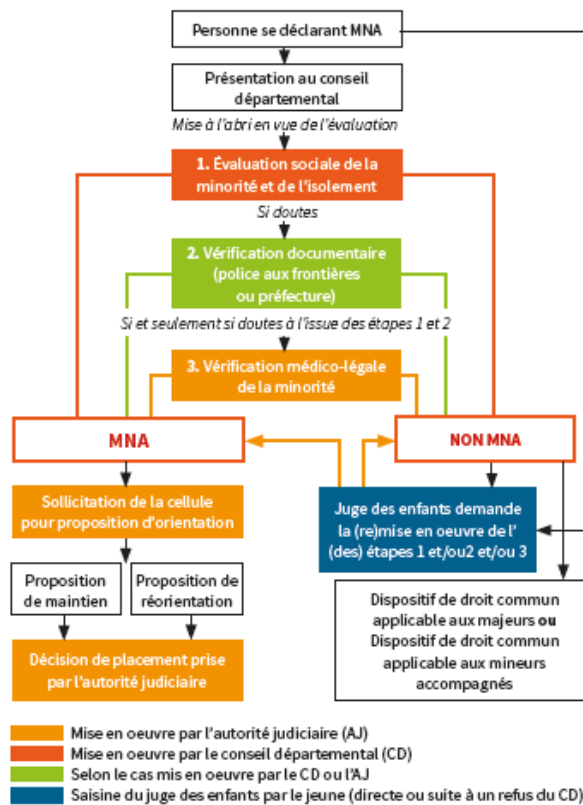 Personne se déclarant MNA
Présentation au conseil
départemental
Mise à l'abri en vue de l'évaluation
1. Évaluation sociale de la
minorité et de l'isolement
Si doutes
2. Vérification documentaire
(police aux frontières
ou préfecture)
Si et seulement si doutes à l'issue des étapes 1 et 2
3. Vérification médico-légale
de la minorité
MNA
NON MNA
Sollicitation de la cellule
pour proposition d'orientation
Juge des enfants demande
la (re)mise en oeuvre de l'
(des) étapes 1 et/ou2 et/ou 3
Proposition
de maintien
Proposition de
réorientation
Décision de placement prise
par l'autorité judiciaire
Dispositif de droit commun
applicable aux majeurs ou
Dispositif de droit commun
applicable aux mineurs
accompagnés
Mise en oeuvre par l'autorité judiciaire (AJ)
Mise en oeuvre par le conseil départemental (CD)
Selon le cas mis en oeuvre par le CD ou l'AJ
Saisine du juge des enfants par le jeune (directe ou suite à un refus du CD)